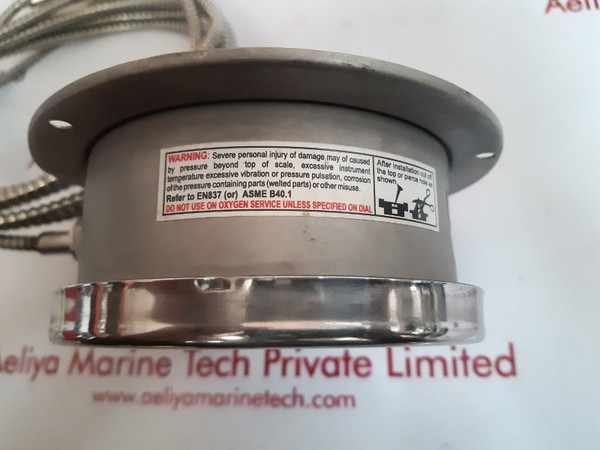 Aeliya
WARNING: Severe personal injury of damage may of caused
by pressure beyond top of scale, excessive instrument
temperature excessive vibration or pressure pulsation, corrosion
of the pressure containing parts (welted parts) or other misuse.
Refer to EN837 (or) ASME B40.1
DO NOT USE ON OXYGEN SERVICE UNLESS SPECIFIED ON DIAL
After installation cut off
the top or pierce hole as
shown
Aeliya Marine Tech Private Limited
www.aeliyamarinetech.com